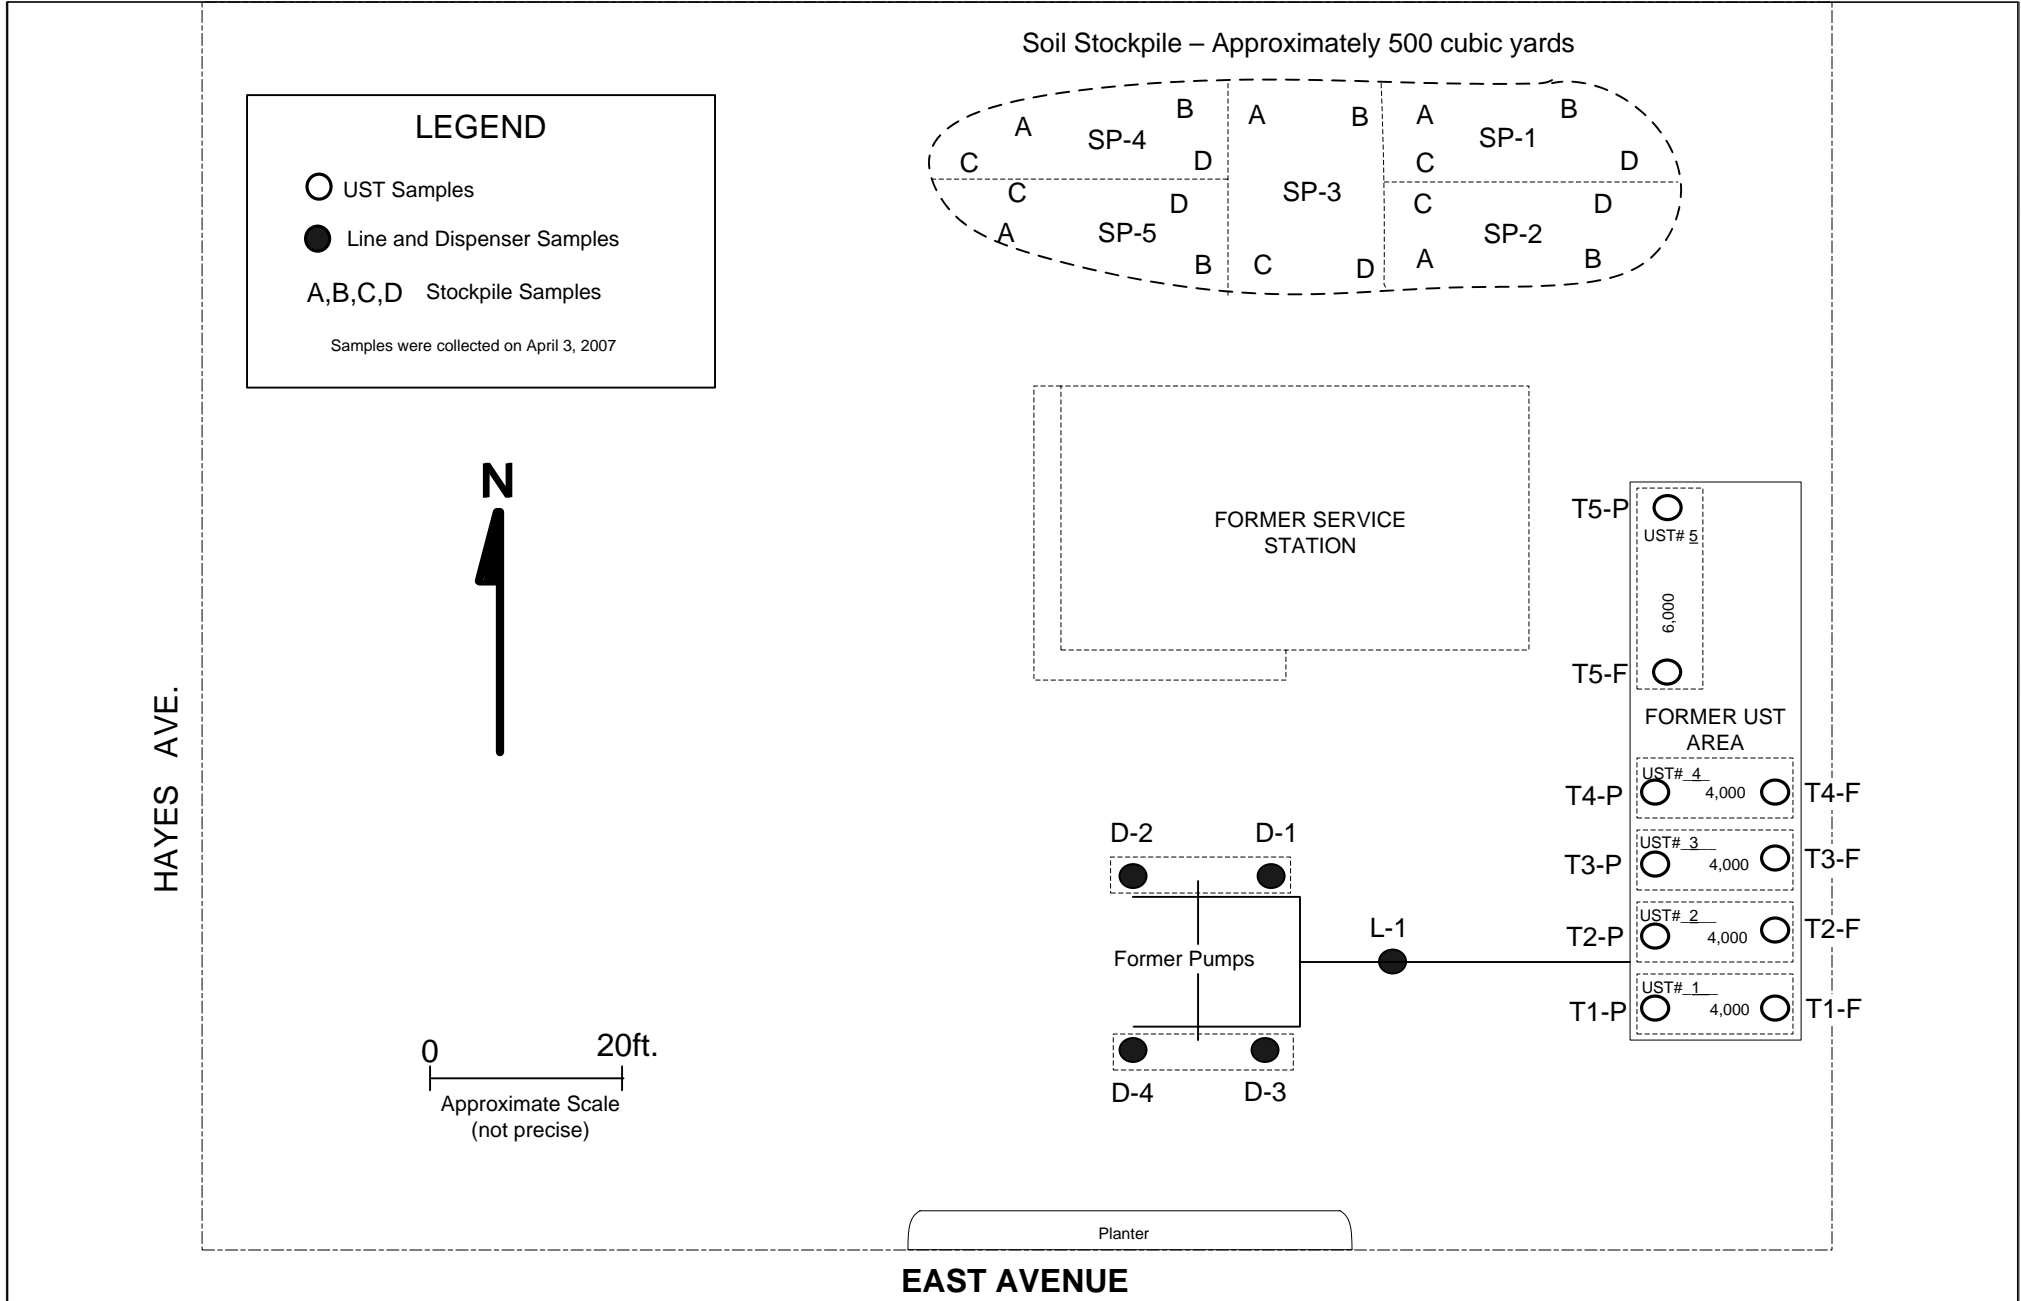 Soil Stockpile – Approximately 500 cubic yards
LEGEND
UST Samples
Line and Dispenser Samples
A,B,C,D Stockpile Samples
Samples were collected on April 3, 2007
A B
SP-4
C D
C D
SP-5
A B
A B
SP-3
C D
A B
SP-1
C D
C D
SP-2
A B
N
FORMER SERVICE
STATION
T5-P
UST# 5
6,000
T5-F
FORMER UST
AREA
UST# 4
T4-P 4,000 T4-F
UST# 3
T3-P 4,000 T3-F
UST# 2
T2-P 4,000 T2-F
UST# 1
T1-P 4,000 T1-F
HAYES AVE.
D-2 D-1
L-1
Former Pumps
D-4 D-3
0 20ft.
Approximate Scale
(not precise)
Planter
EAST AVENUE